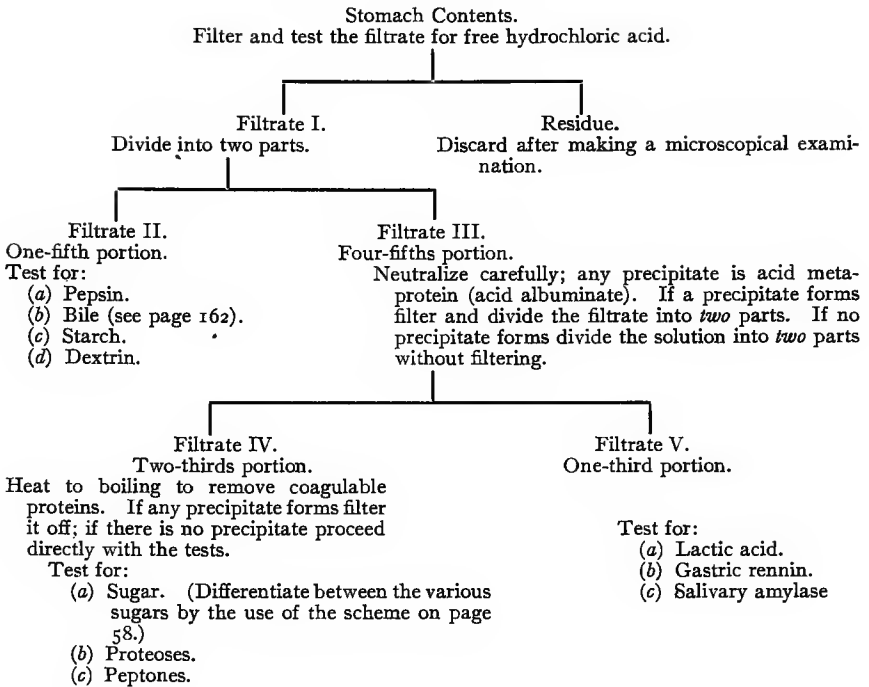 Stomach Contents.
Filter and test the filtrate for free hydrochloric acid.
Filtrate I.
Divide into two parts.
Residue.
Discard after making a microscopical exami-
nation.
Filtrate II.
One-fifth portion.
Test for:
(a) Pepsin.
(b) Bile (see page 162).
(c) Starch.
(d) Dextrin.
Filtrate III.
Four-fifths portion.
Neutralize carefully; any precipitate is acid meta-
protein (acid albuminate). If a precipitate forms
filter and divide the filtrate into two parts. If no
precipitate forms divide the solution into two parts
without filtering.
Filtrate IV.
Two-thirds portion.
Heat to boiling to remove coagulable
proteins. If any precipitate forms filter
it off; if there is no precipitate proceed
directly with the tests.
Test for:
(a) Sugar. (Differentiate between the various
sugars by the use of the scheme on page
58.)
(b) Proteoses.
(c) Peptones.
Filtrate V.
One-third portion.
Test for:
(a) Lactic acid.
(b) Gastric rennin.
(c) Salivary amylase